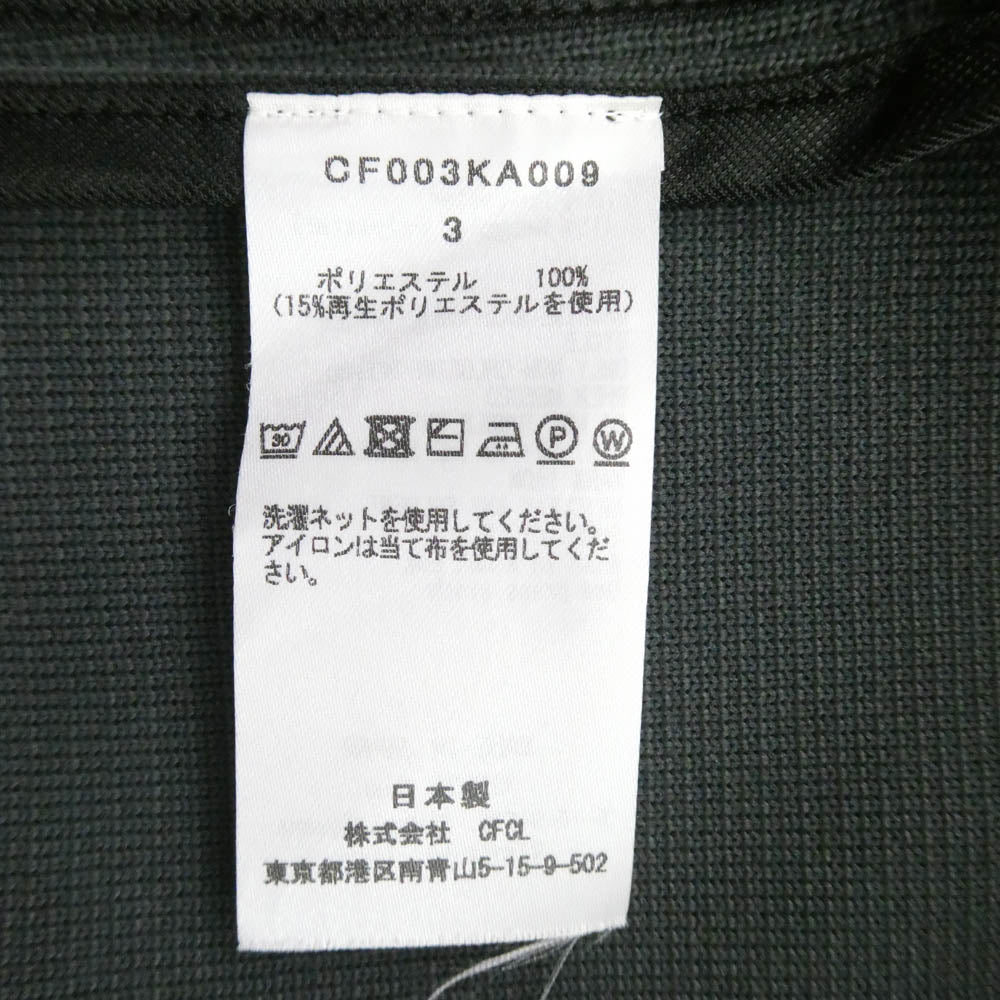 CF003KA009
3
ポリエステル 100%
(15%再生ポリエステルを使用)
30 P W
洗濯ネットを使用してください。
アイロンは当て布を使用してくだ
さい。
日本製
株式会社 CFCL
東京都港区南青山5-15-9-502